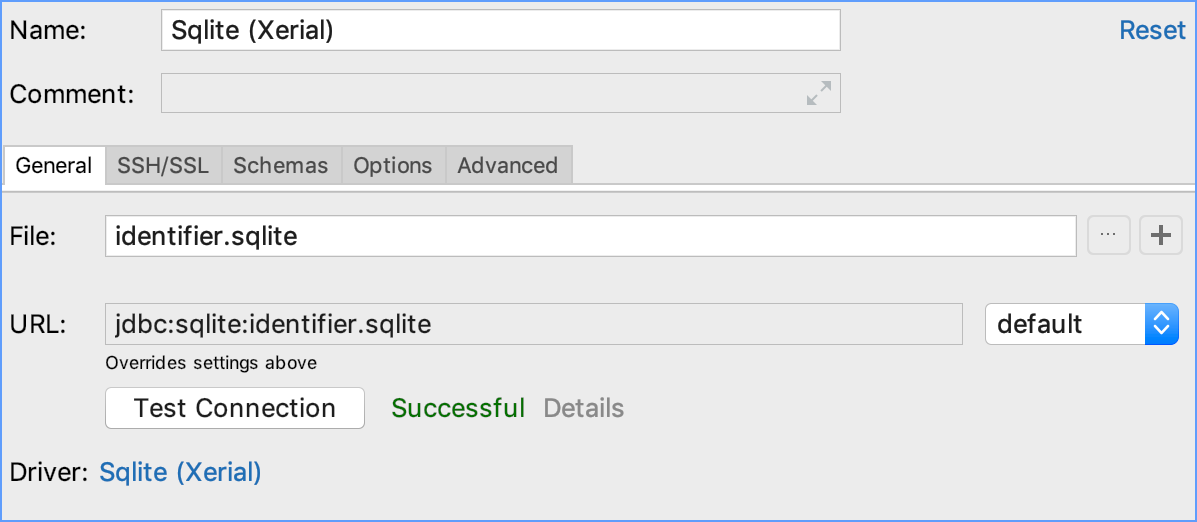 Name: Sqlite (Xerial) Reset
Comment:
General SSH/SSL Schemas Options Advanced
File: identifier.sqlite ... +
URL: jdbc:sqlite:identifier.sqlite default
Overrides settings above
Test Connection Successful Details
Driver: Sqlite (Xerial)